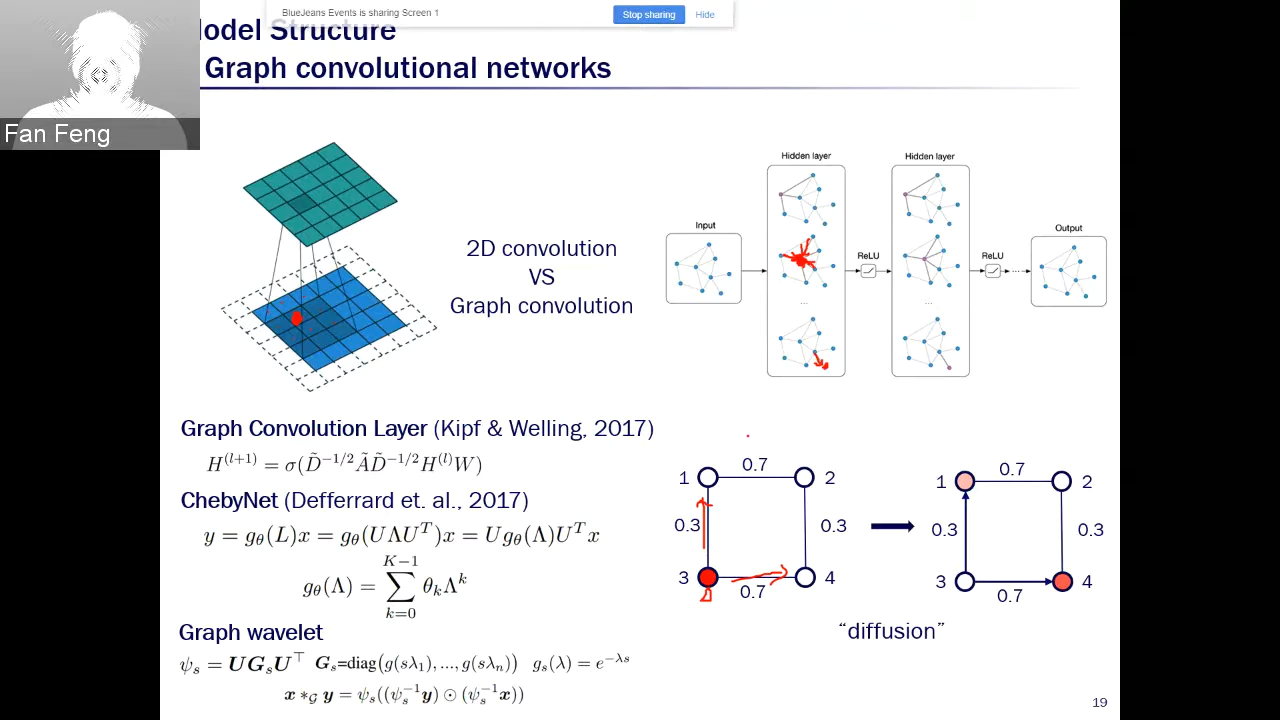 BlueJeans Events is sharing Screen 1
Stop sharing
Hide
odel Structure
Graph convolutional networks
Fan Feng
2D convolution
VS
Graph convolution
Hidden layer
Hidden layer
Input
Output
ReLU
ReLU
...
...
...
Graph Convolution Layer (Kipf & Welling, 2017)
H^{(l+1)} = σ(D̃^{-1/2} Ã D̃^{-1/2} H^{(l)} W)
ChebyNet (Defferrard et. al., 2017)
y = g_θ(L)x = g_θ(UΛU^T)x = Ug_θ(Λ)U^T x
g_θ(Λ) = ∑_{k=0}^{K-1} θ_k Λ^k
Graph wavelet
ψ_s = UG_sU^⊤ G_s=diag(g(sλ_1), ..., g(sλ_n)) g_s(λ) = e^{-λs}
x *_G y = ψ_s((ψ_s^{-1}y) ⊙ (ψ_s^{-1}x))
1 0.7 2
0.3 0.3
3 0.7 4
1 0.7 2
0.3 0.3
3 0.7 4
“diffusion”
19